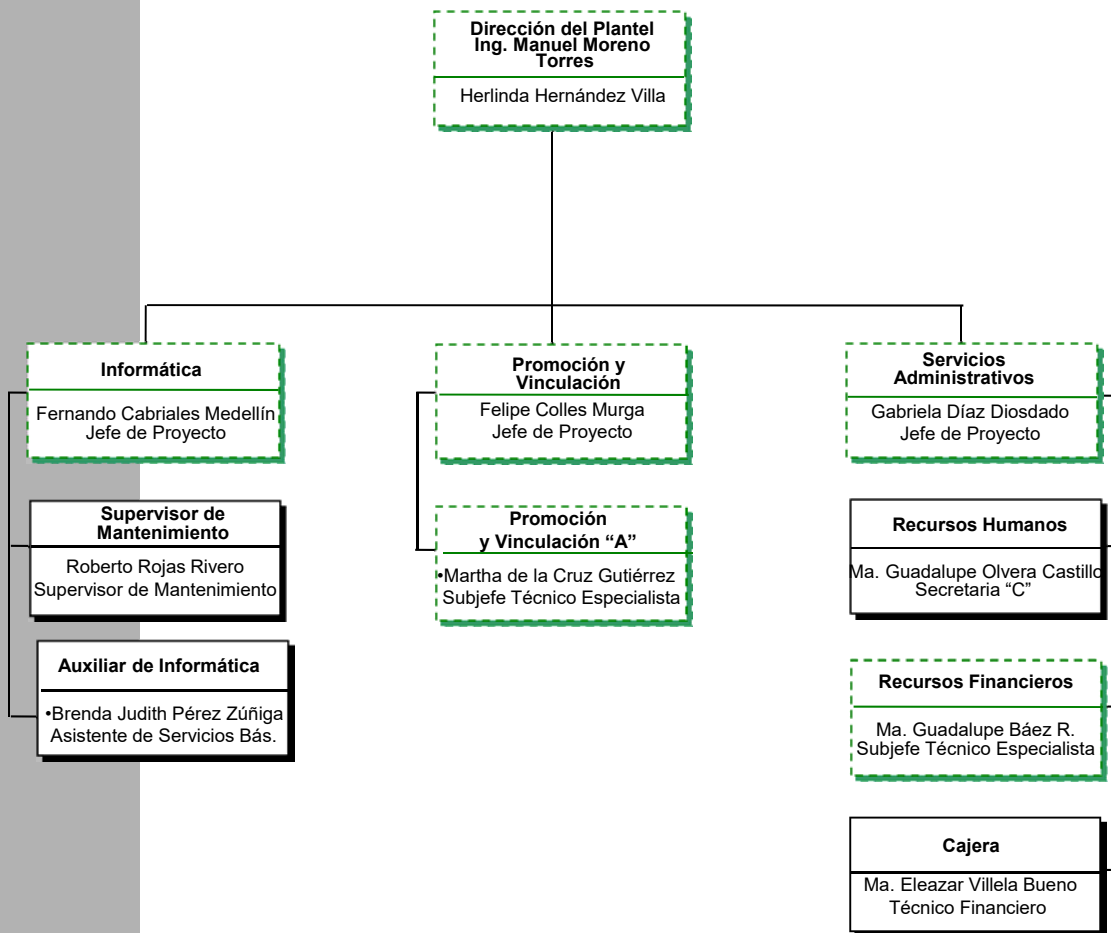 Dirección del Plantel
Ing. Manuel Moreno
Torres
Herlinda Hernández Villa
Informática
Fernando Cabriales Medellín
Jefe de Proyecto
Supervisor de
Mantenimiento
Roberto Rojas Rivero
Supervisor de Mantenimiento
Auxiliar de Informática
•Brenda Judith Pérez Zúñiga
Asistente de Servicios Bás.
Promoción y
Vinculación
Felipe Colles Murga
Jefe de Proyecto
Promoción
y Vinculación “A”
•Martha de la Cruz Gutiérrez
Subjefe Técnico Especialista
Servicios
Administrativos
Gabriela Díaz Diosdado
Jefe de Proyecto
Recursos Humanos
Ma. Guadalupe Olvera Castillo
Secretaria “C”
Recursos Financieros
Ma. Guadalupe Báez R.
Subjefe Técnico Especialista
Cajera
Ma. Eleazar Villela Bueno
Técnico Financiero